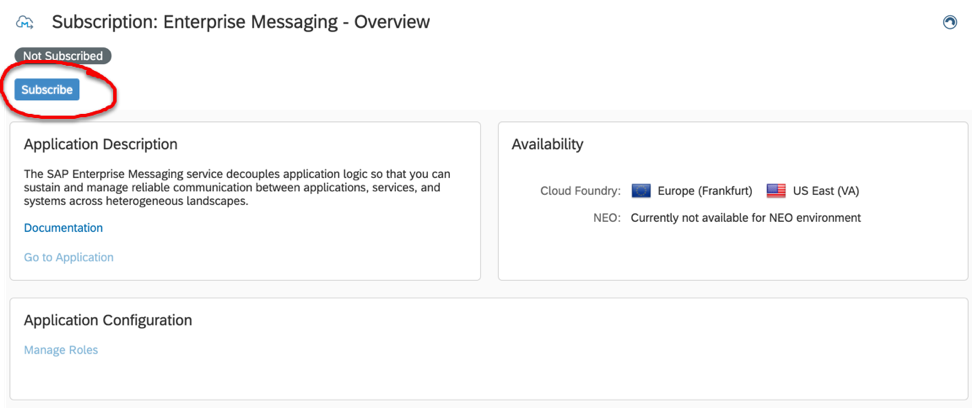 Subscription: Enterprise Messaging - Overview
Not Subscribed
Subscribe
Application Description
The SAP Enterprise Messaging service decouples application logic so that you can
sustain and manage reliable communication between applications, services, and
systems across heterogeneous landscapes.
Documentation
Go to Application
Availability
Cloud Foundry: Europe (Frankfurt) US East (VA)
NEO: Currently not available for NEO environment
Application Configuration
Manage Roles